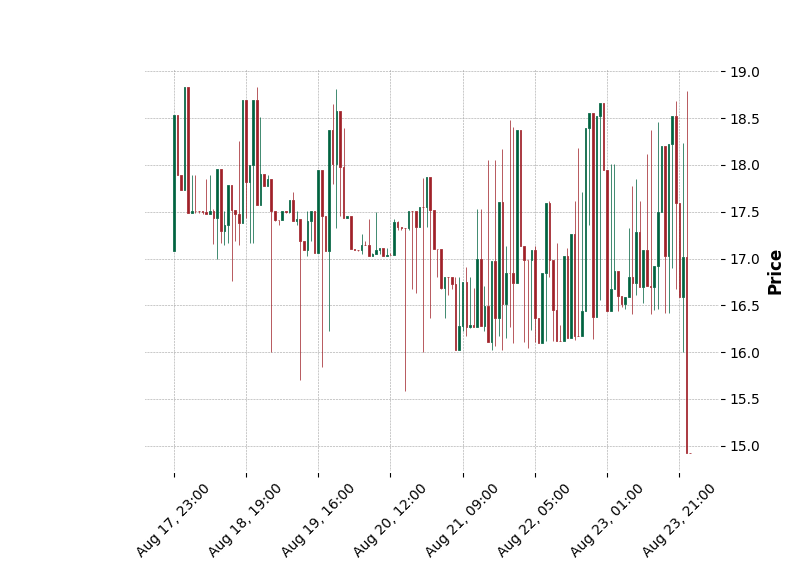 19.0
18.5
18.0
17.5
17.0
16.5
16.0
15.5
15.0
Price
Aug 17, 23:00
Aug 18, 19:00
Aug 19, 16:00
Aug 20, 12:00
Aug 21, 09:00
Aug 22, 05:00
Aug 23, 01:00
Aug 23, 21:00